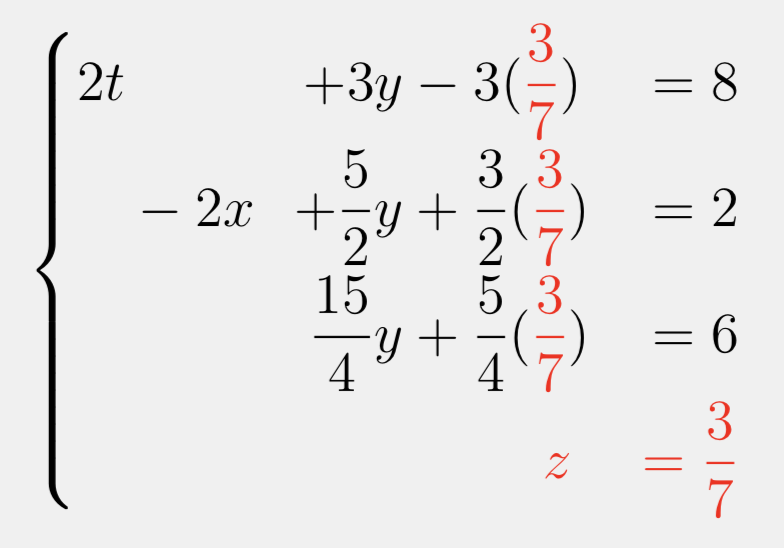 2t +3y − 3(3/7) = 8
− 2x +5/2y + 3/2(3/7) = 2
15/4y + 5/4(3/7) = 6
z = 3/7